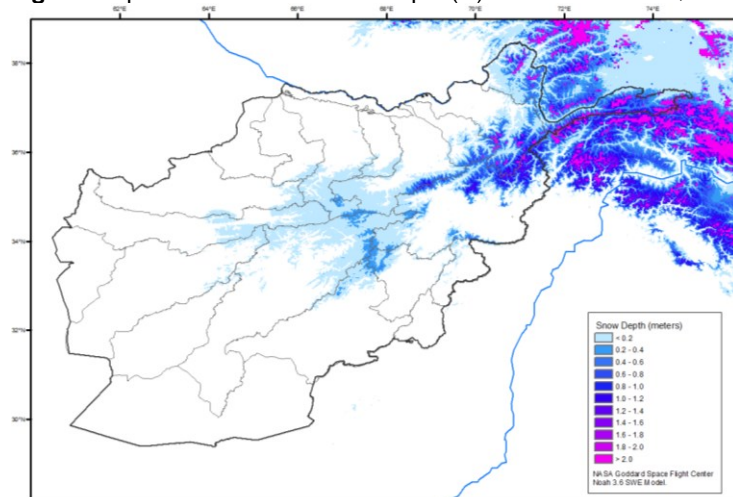 62°E 64°E 66°E 68°E 70°E 72°E 74°E
38°N
36°N
34°N
32°N
30°N
Snow Depth (meters)
< 0.2
0.2 - 0.4
0.4 - 0.6
0.6 - 0.8
0.8 - 1.0
1.0 - 1.2
1.2 - 1.4
1.4 - 1.6
1.6 - 1.8
1.8 - 2.0
> 2.0
NASA Goddard Space Flight Center
Noah 3.6 SWE Model.